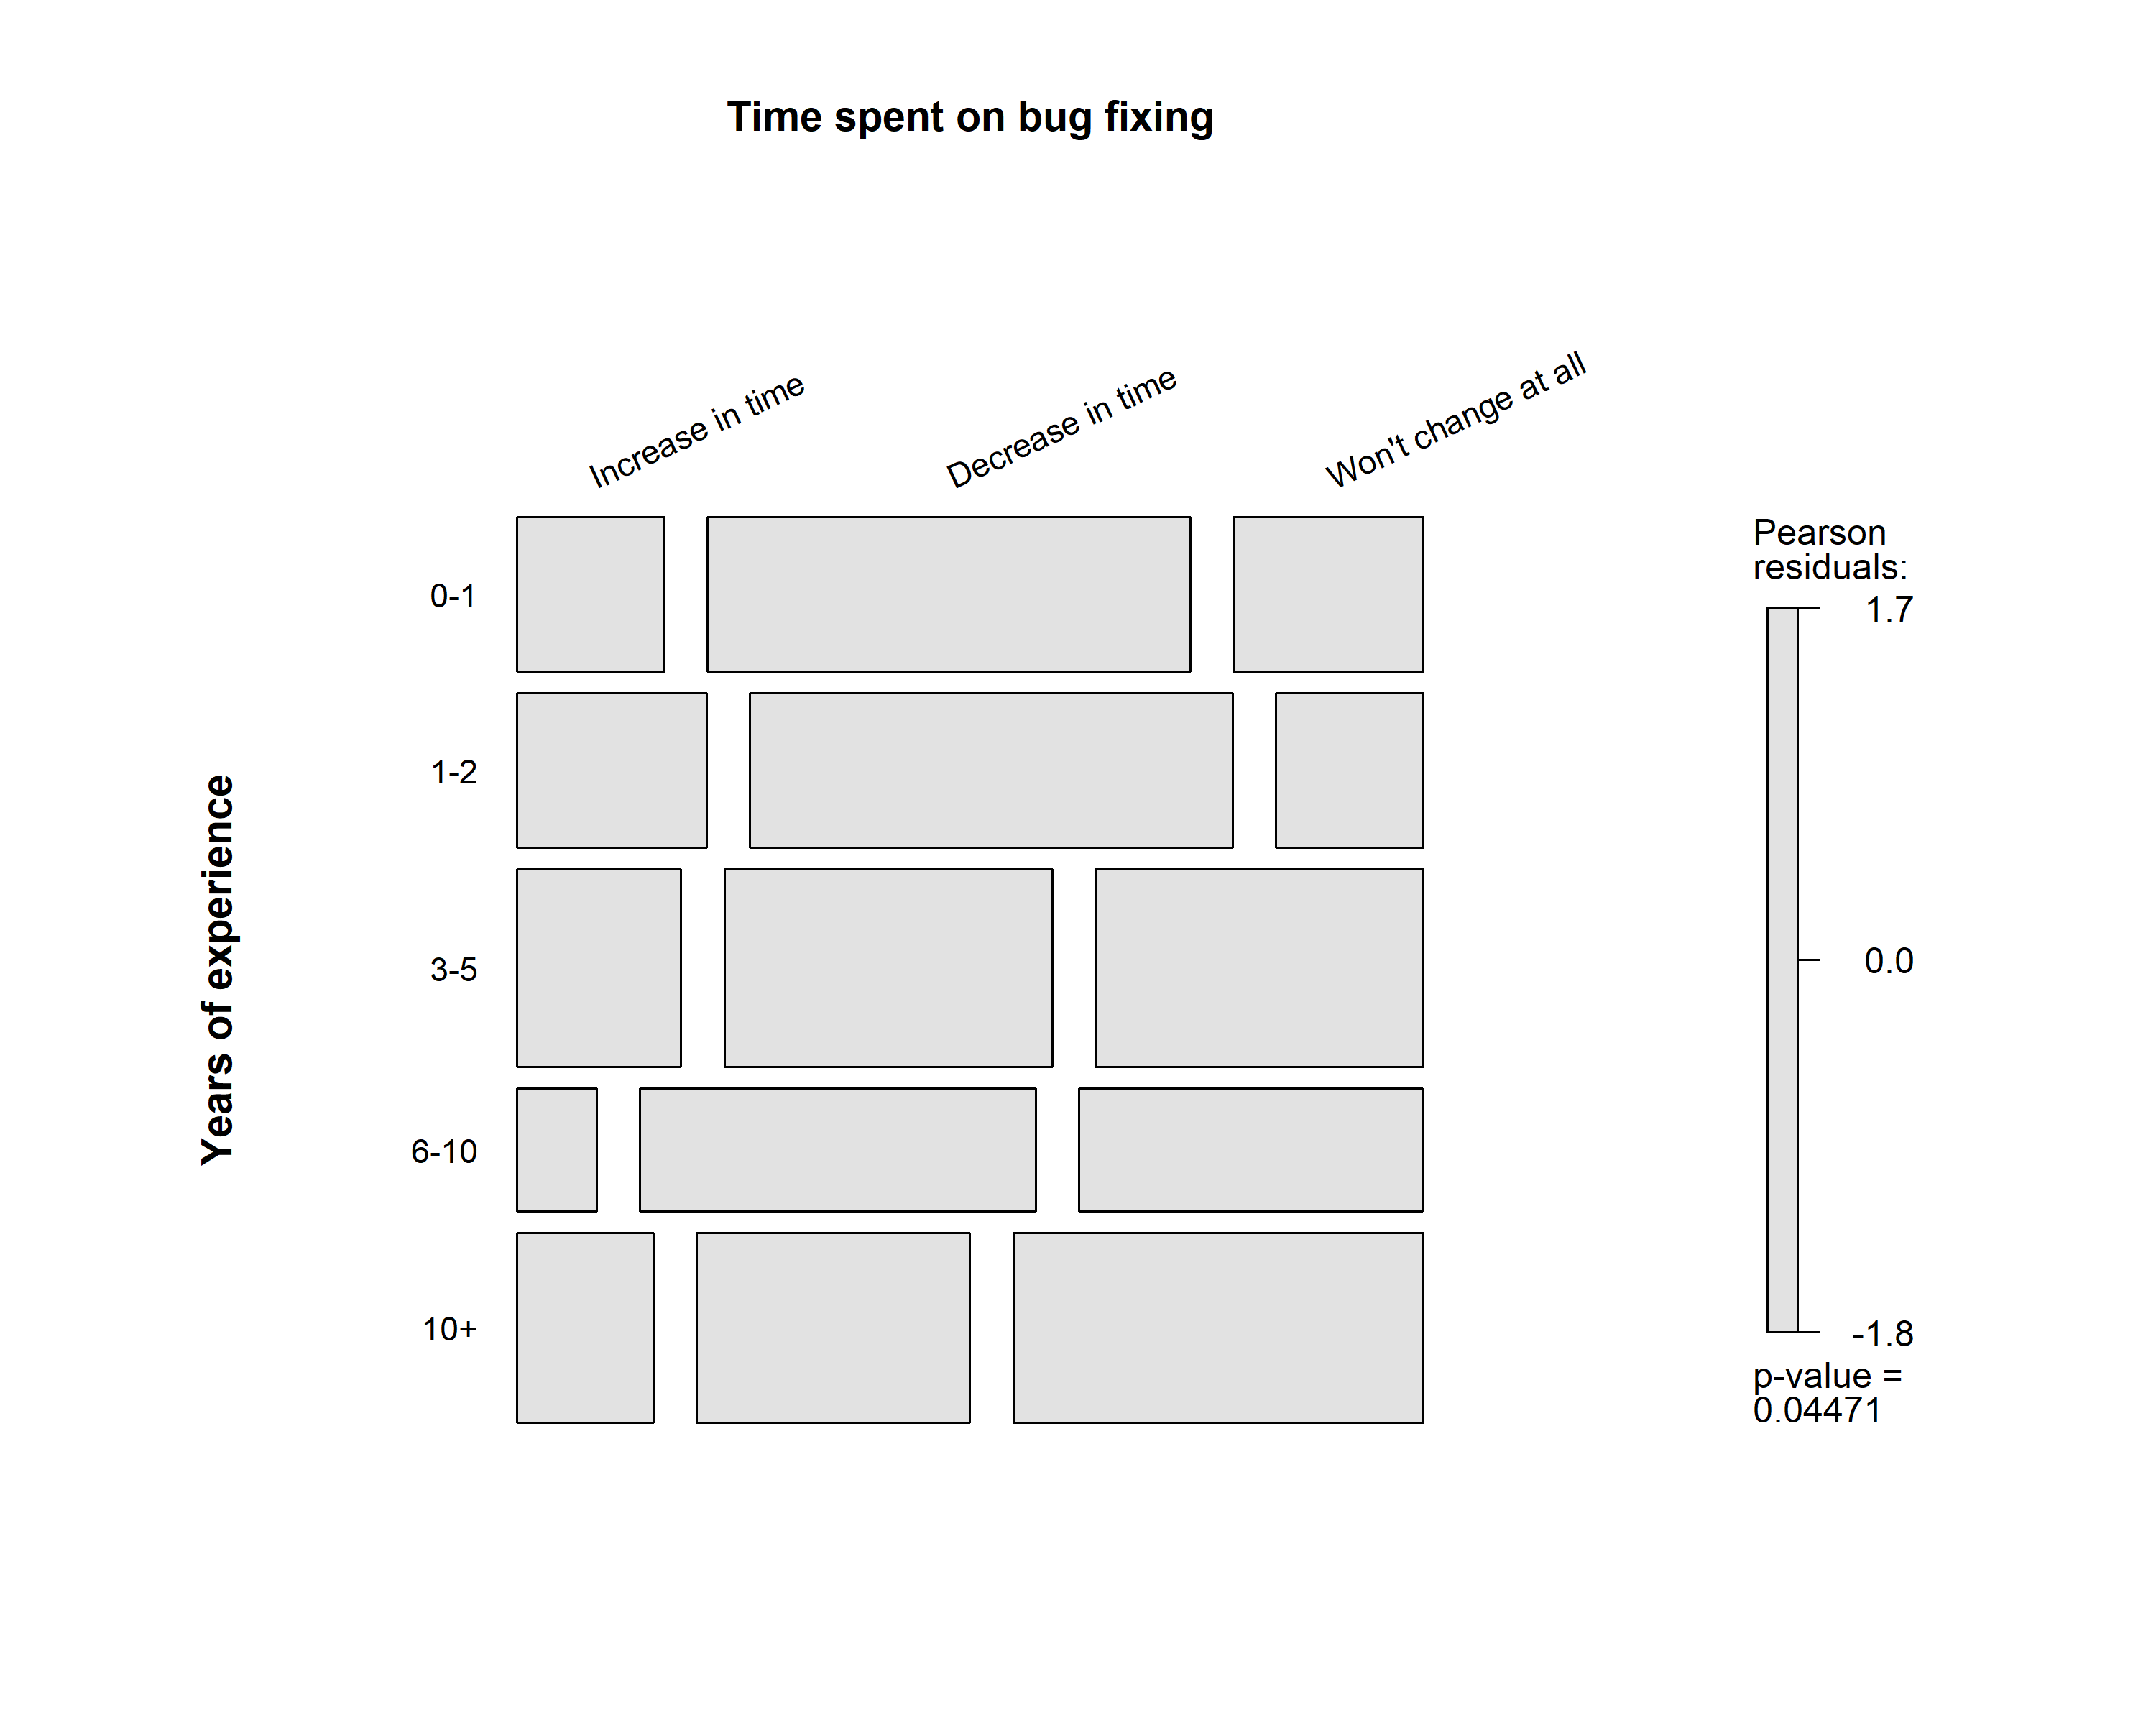 Time spent on bug fixing
Increase in time
Decrease in time
Won't change at all
Years of experience
0-1
1-2
3-5
6-10
10+
Pearson
residuals:
1.7
0.0
-1.8
p-value =
0.04471